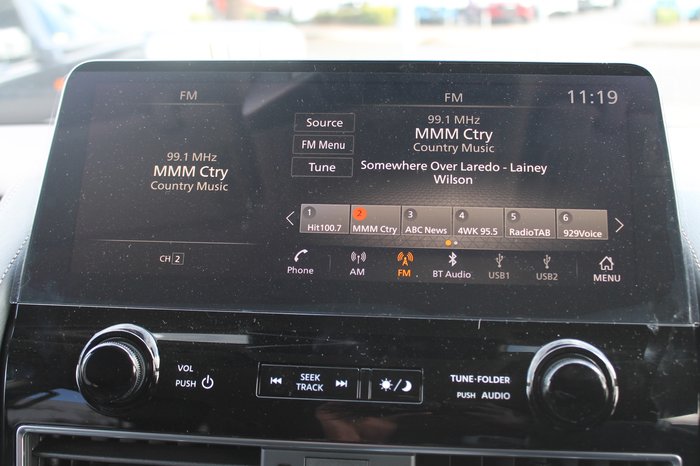 FM
99.1 MHz
MMM Ctry
Country Music
CH 2
FM
11:19
Source
FM Menu
Tune
99.1 MHz
MMM Ctry
Country Music
Somewhere Over Laredo - Lainey
Wilson
1 2 3 4 5 6
Hit100.7 MMM Ctry ABC News 4WK 95.5 RadioTAB 929Voice
Phone AM FM BT Audio USB1 USB2 MENU
VOL
PUSH
SEEK
TRACK
TUNE·FOLDER
PUSH AUDIO